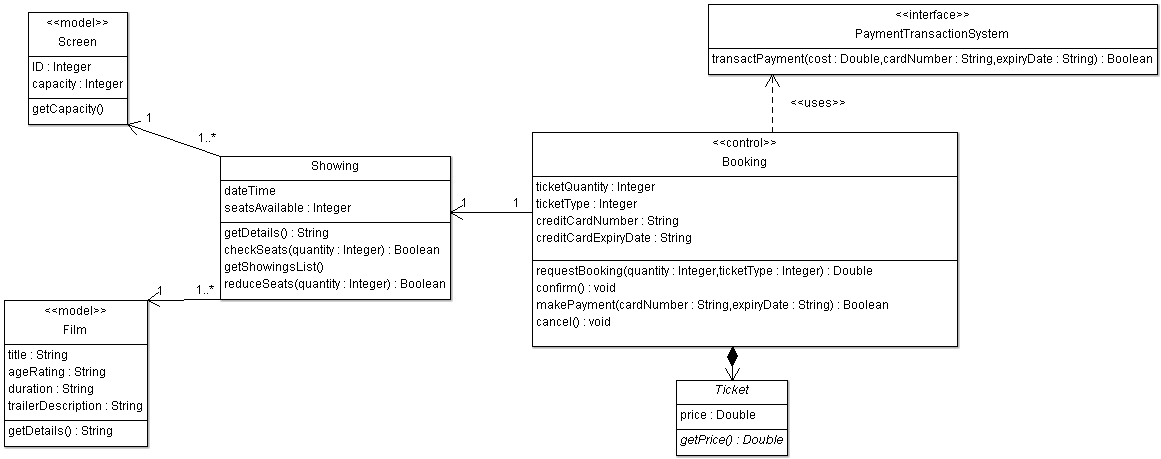 <<model>>
Screen
ID : Integer
capacity : Integer
getCapacity()
1
1..*
<<interface>>
PaymentTransactionSystem
transactPayment(cost : Double,cardNumber : String,expiryDate : String) : Boolean
<<uses>>
Showing
dateTime
seatsAvailable : Integer
getDetails() : String
checkSeats(quantity : Integer) : Boolean
getShowingsList()
reduceSeats(quantity : Integer) : Boolean
1
1
<<control>>
Booking
ticketQuantity : Integer
ticketType : Integer
creditCardNumber : String
creditCardExpiryDate : String
requestBooking(quantity : Integer,ticketType : Integer) : Double
confirm() : void
makePayment(cardNumber : String,expiryDate : String) : Boolean
cancel() : void
1
1..*
<<model>>
Film
title : String
ageRating : String
duration : String
trailerDescription : String
getDetails() : String
Ticket
price : Double
getPrice() : Double